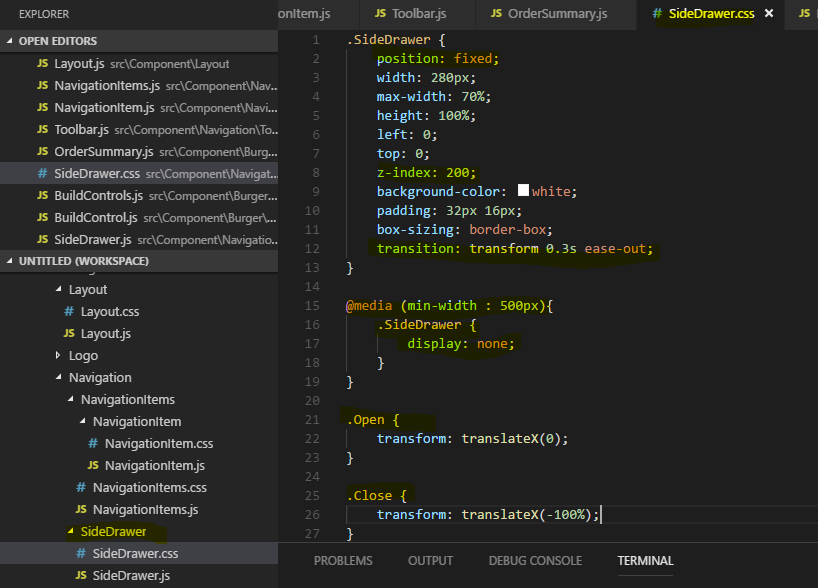 EXPLORER
OPEN EDITORS
JS Layout.js src\Component\Layout
JS NavigationItems.js src\Component\Nav...
JS NavigationItem.js src\Component\Navi...
JS Toolbar.js src\Component\Navigation\To...
JS OrderSummary.js src\Component\Burg...
# SideDrawer.css src\Component\Navigat...
JS BuildControls.js src\Component\Burger...
JS BuildControl.js src\Component\Burger\...
JS SideDrawer.js src\Component\Navigatio...
UNTITLED (WORKSPACE)
Layout
# Layout.css
JS Layout.js
Logo
Navigation
NavigationItems
NavigationItem
# NavigationItem.css
JS NavigationItem.js
# NavigationItems.css
JS NavigationItems.js
SideDrawer
# SideDrawer.css
JS SideDrawer.js
onItem.js JS Toolbar.js JS OrderSummary.js # SideDrawer.css × JS
1 .SideDrawer {
2 position: fixed;
3 width: 280px;
4 max-width: 70%;
5 height: 100%;
6 left: 0;
7 top: 0;
8 z-index: 200;
9 background-color: white;
10 padding: 32px 16px;
11 box-sizing: border-box;
12 transition: transform 0.3s ease-out;
13 }
14
15 @media (min-width : 500px){
16 .SideDrawer {
17 display: none;
18 }
19 }
20
21 .Open {
22 transform: translateX(0);
23 }
24
25 .Close {
26 transform: translateX(-100%);
27 }
PROBLEMS OUTPUT DEBUG CONSOLE TERMINAL